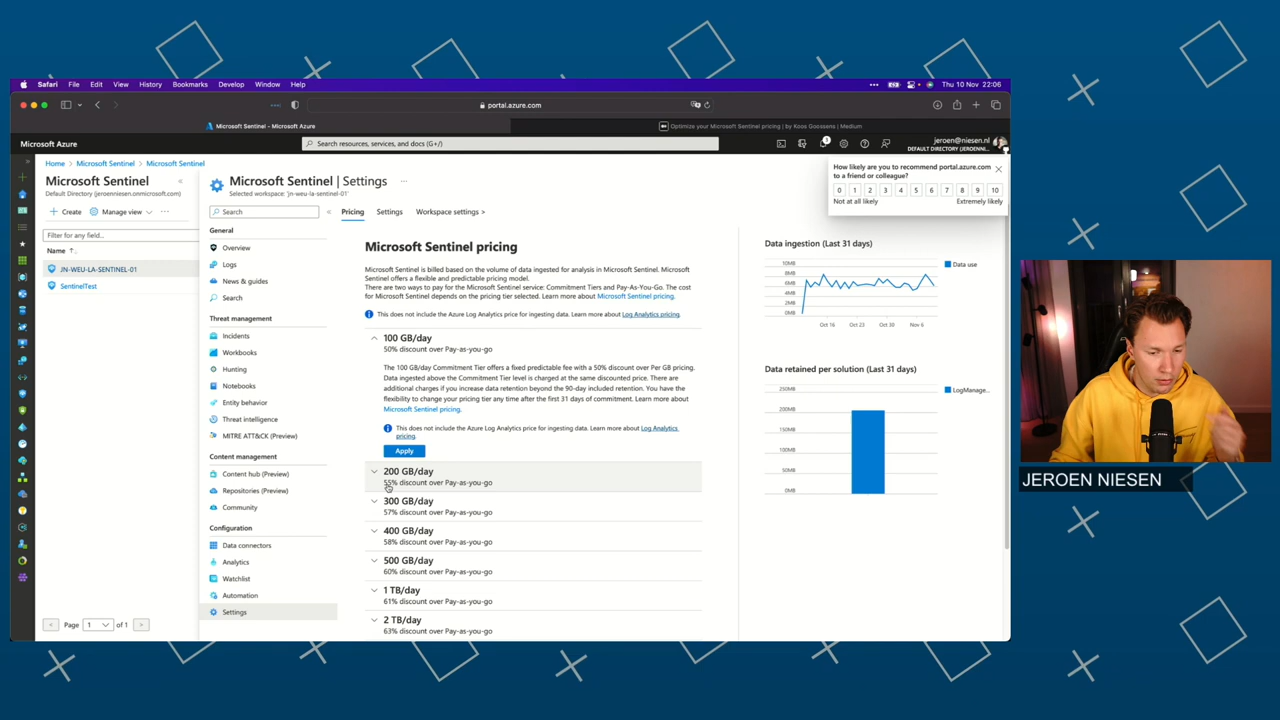 Safari File Edit View History Bookmarks Develop Window Help
Thu 10 Nov 22:06
portal.azure.com
Microsoft Sentinel - Microsoft Azure
Optimize your Microsoft Sentinel pricing | by Koos Goossens | Medium
Microsoft Azure
Search resources, services, and docs (G+/)
jeroen@niesen.nl
DEFAULT DIRECTORY (JEROENNI...
Home > Microsoft Sentinel > Microsoft Sentinel
Microsoft Sentinel
Default Directory (jeroenniesen.onmicrosoft.com)
+ Create
Manage view
...
Filter for any field...
Name ↑
JN-WEU-LA-SENTINEL-01
SentinelTest
< Page 1 of 1 >
Microsoft Sentinel | Settings
...
Selected workspace: 'jn-weu-la-sentinel-01'
Search
General
Overview
Logs
News & guides
Search
Threat management
Incidents
Workbooks
Hunting
Notebooks
Entity behavior
Threat intelligence
MITRE ATT&CK (Preview)
Content management
Content hub (Preview)
Repositories (Preview)
Community
Configuration
Data connectors
Analytics
Watchlist
Automation
Settings
Pricing Settings Workspace settings >
Microsoft Sentinel pricing
Microsoft Sentinel is billed based on the volume of data ingested for analysis in Microsoft Sentinel. Microsoft
Sentinel offers a flexible and predictable pricing model.
There are two ways to pay for the Microsoft Sentinel service: Commitment Tiers and Pay-As-You-Go. The cost
for Microsoft Sentinel depends on the pricing tier selected. Learn more about Microsoft Sentinel pricing.
This does not include the Azure Log Analytics price for ingesting data. Learn more about Log Analytics pricing.
100 GB/day
50% discount over Pay-as-you-go
The 100 GB/day Commitment Tier offers a fixed predictable fee with a 50% discount over Per GB pricing.
Data ingested above the Commitment Tier level is charged at the same discounted price. There are
additional charges if you increase data retention beyond the 90-day included retention. You have the
flexibility to change your pricing tier any time after the first 31 days of commitment. Learn more about
Microsoft Sentinel pricing.
This does not include the Azure Log Analytics price for ingesting data. Learn more about Log Analytics
pricing.
Apply
200 GB/day
55% discount over Pay-as-you-go
300 GB/day
57% discount over Pay-as-you-go
400 GB/day
58% discount over Pay-as-you-go
500 GB/day
60% discount over Pay-as-you-go
1 TB/day
61% discount over Pay-as-you-go
2 TB/day
63% discount over Pay-as-you-go
How likely are you to recommend portal.azure.com
to a friend or colleague?
0 1 2 3 4 5 6 7 8 9 10
Not at all likely Extremely likely
Data ingestion (Last 31 days)
10MB
8MB
6MB
4MB
2MB
0MB
Oct 16 Oct 23 Oct 30 Nov 6
Data use
Data retained per solution (Last 31 days)
250MB
200MB
150MB
100MB
50MB
0MB
LogManage...
JEROEN NIESEN